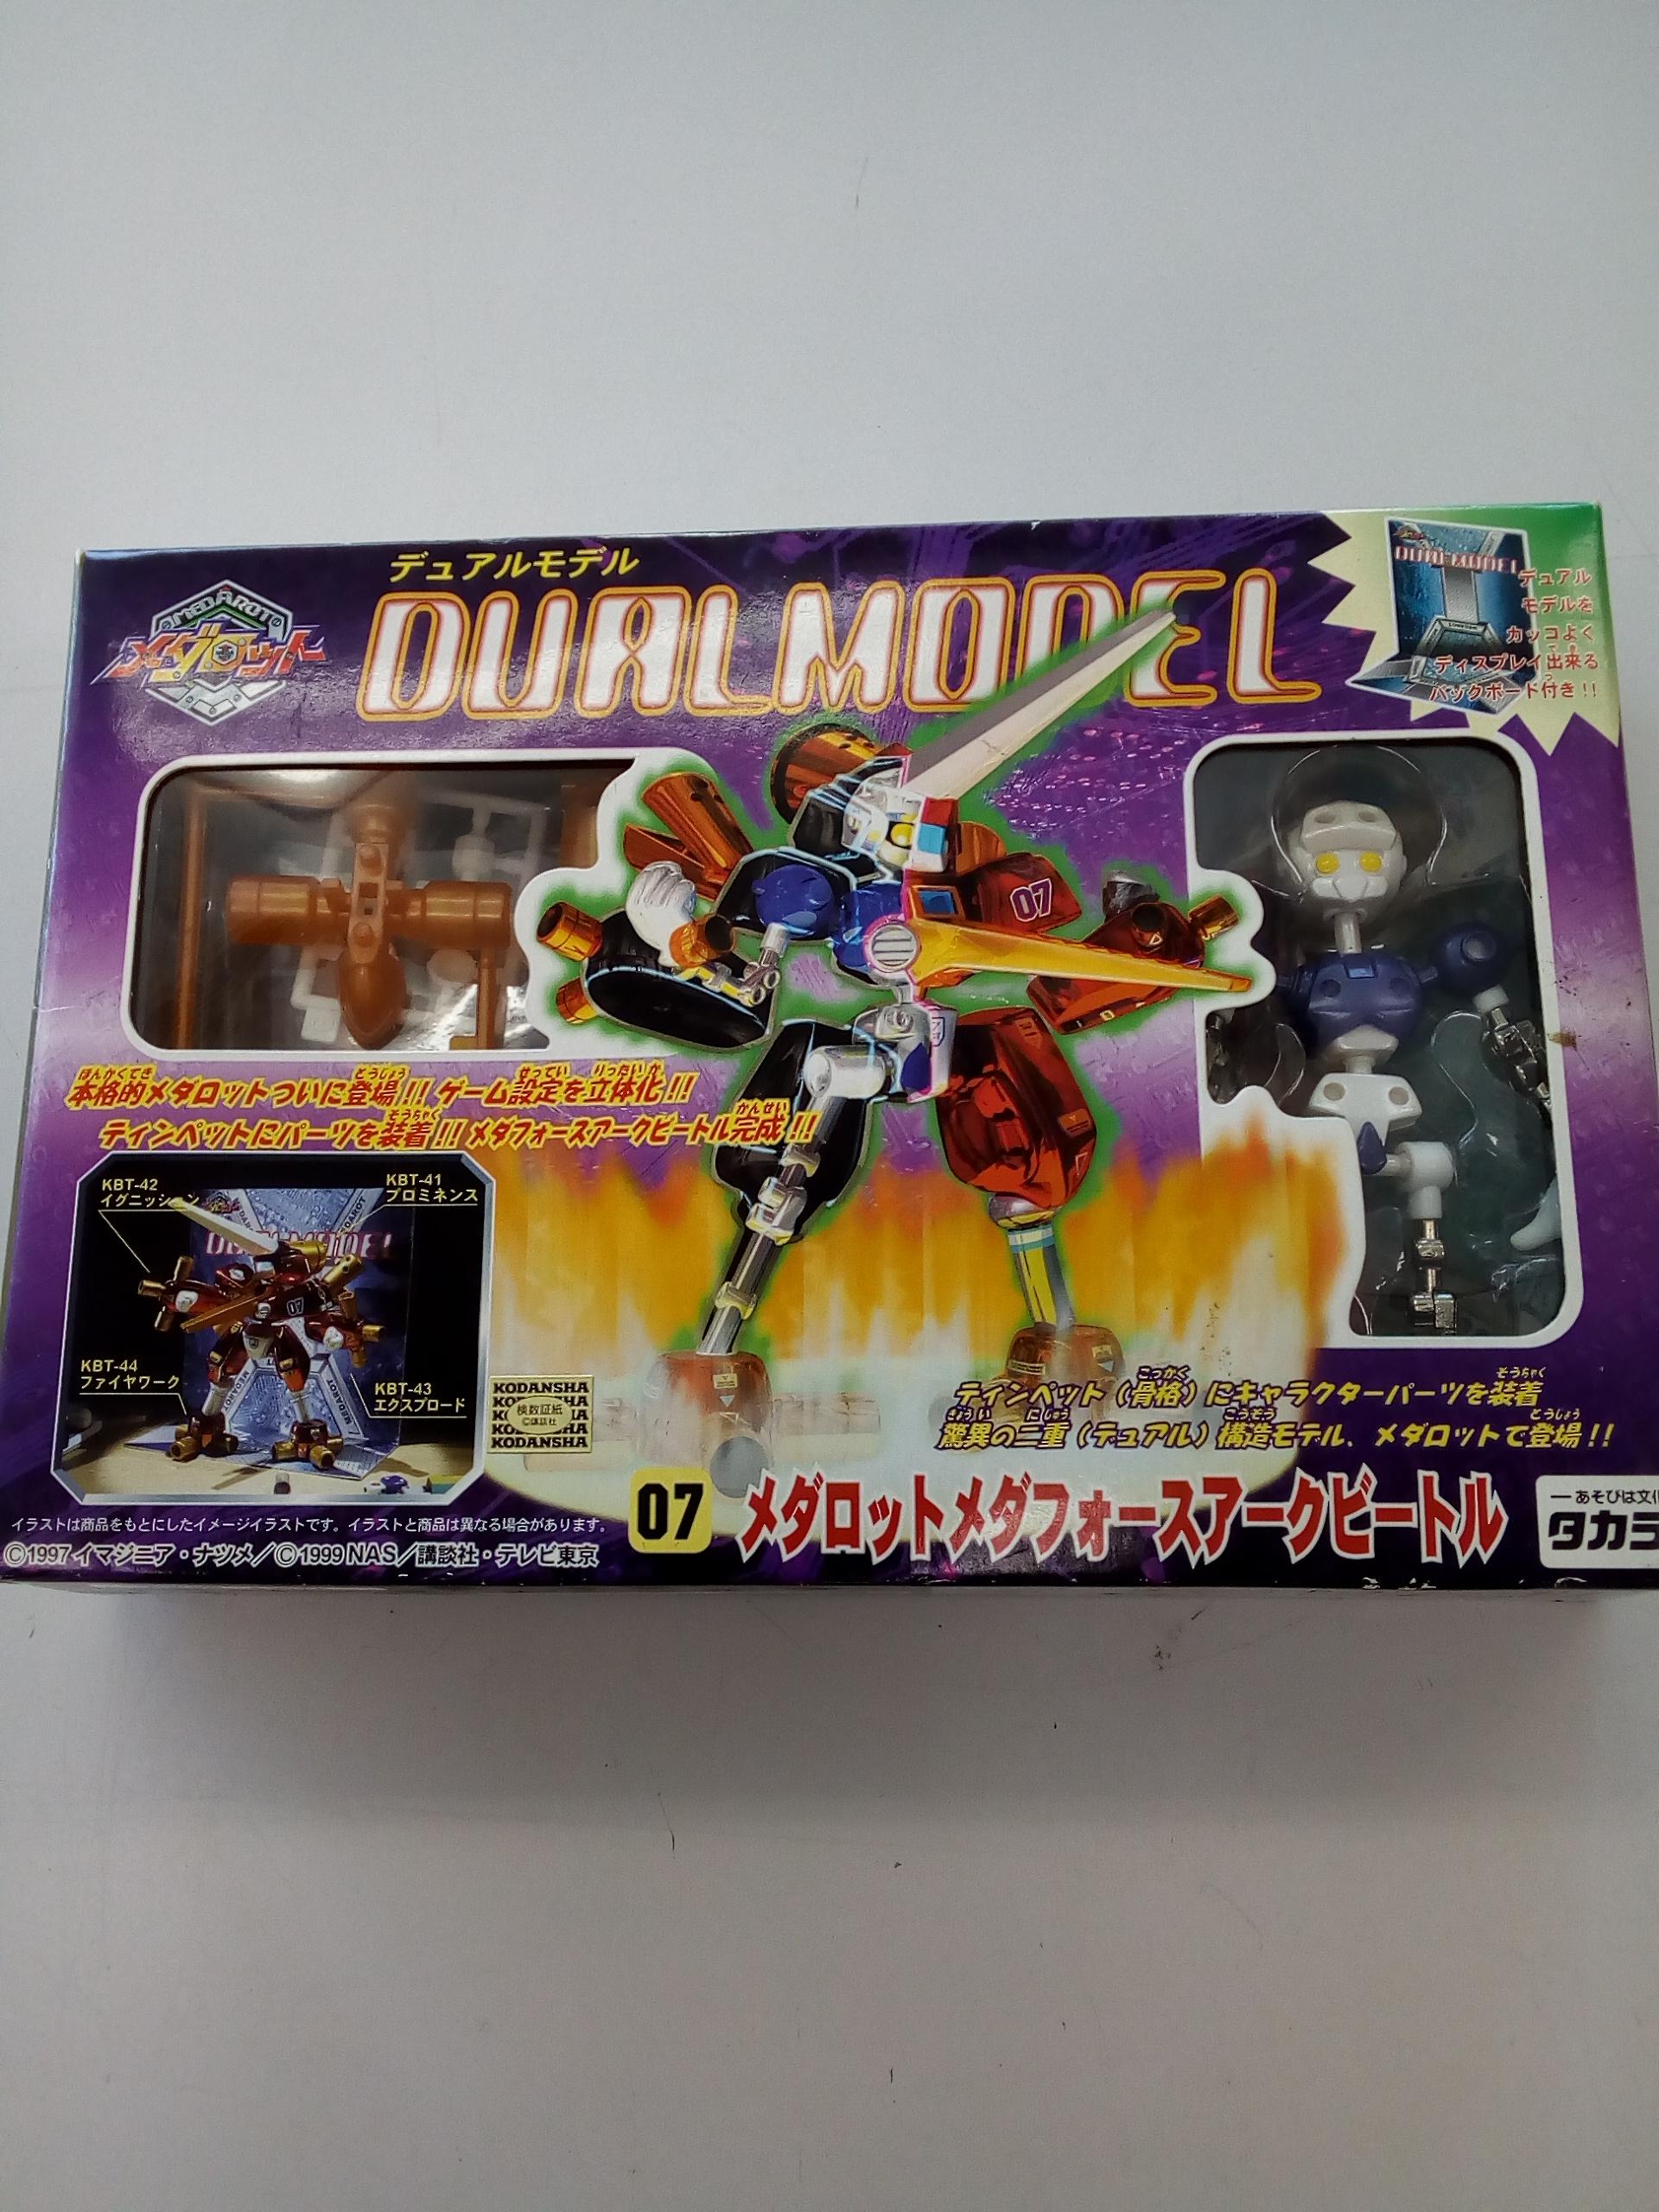 デュアルモデル
DUALMODEL
MEDAROT
メダロット
DUAL MODEL
デュアル
モデルを
カッコよく
ディスプレイ出来る
バックボード付き!!
07
本格的メダロットついに登場!! ゲーム設定を立体化!!
ティンペットにパーツを装着!! メダフォースアークビートル完成!!
KBT-42
イグニッション
KBT-41
プロミネンス
DUALMODEL
MEDAROT
07
KBT-44
ファイヤワーク
KBT-43
エクスプロード
KODANSHA
検数証紙
©講談社
KODANSHA
ティンペット(骨格)にキャラクターパーツを装着
驚異の二重(デュアル)構造モデル、メダロットで登場!!
07 メダロットメダフォースアークビートル
イラストは商品をもとにしたイメージイラストです。イラストと商品は異なる場合があります。
©1997 イマジニア・ナツメ/©1999 NAS/講談社・テレビ東京
—あそびは文化
タカラ